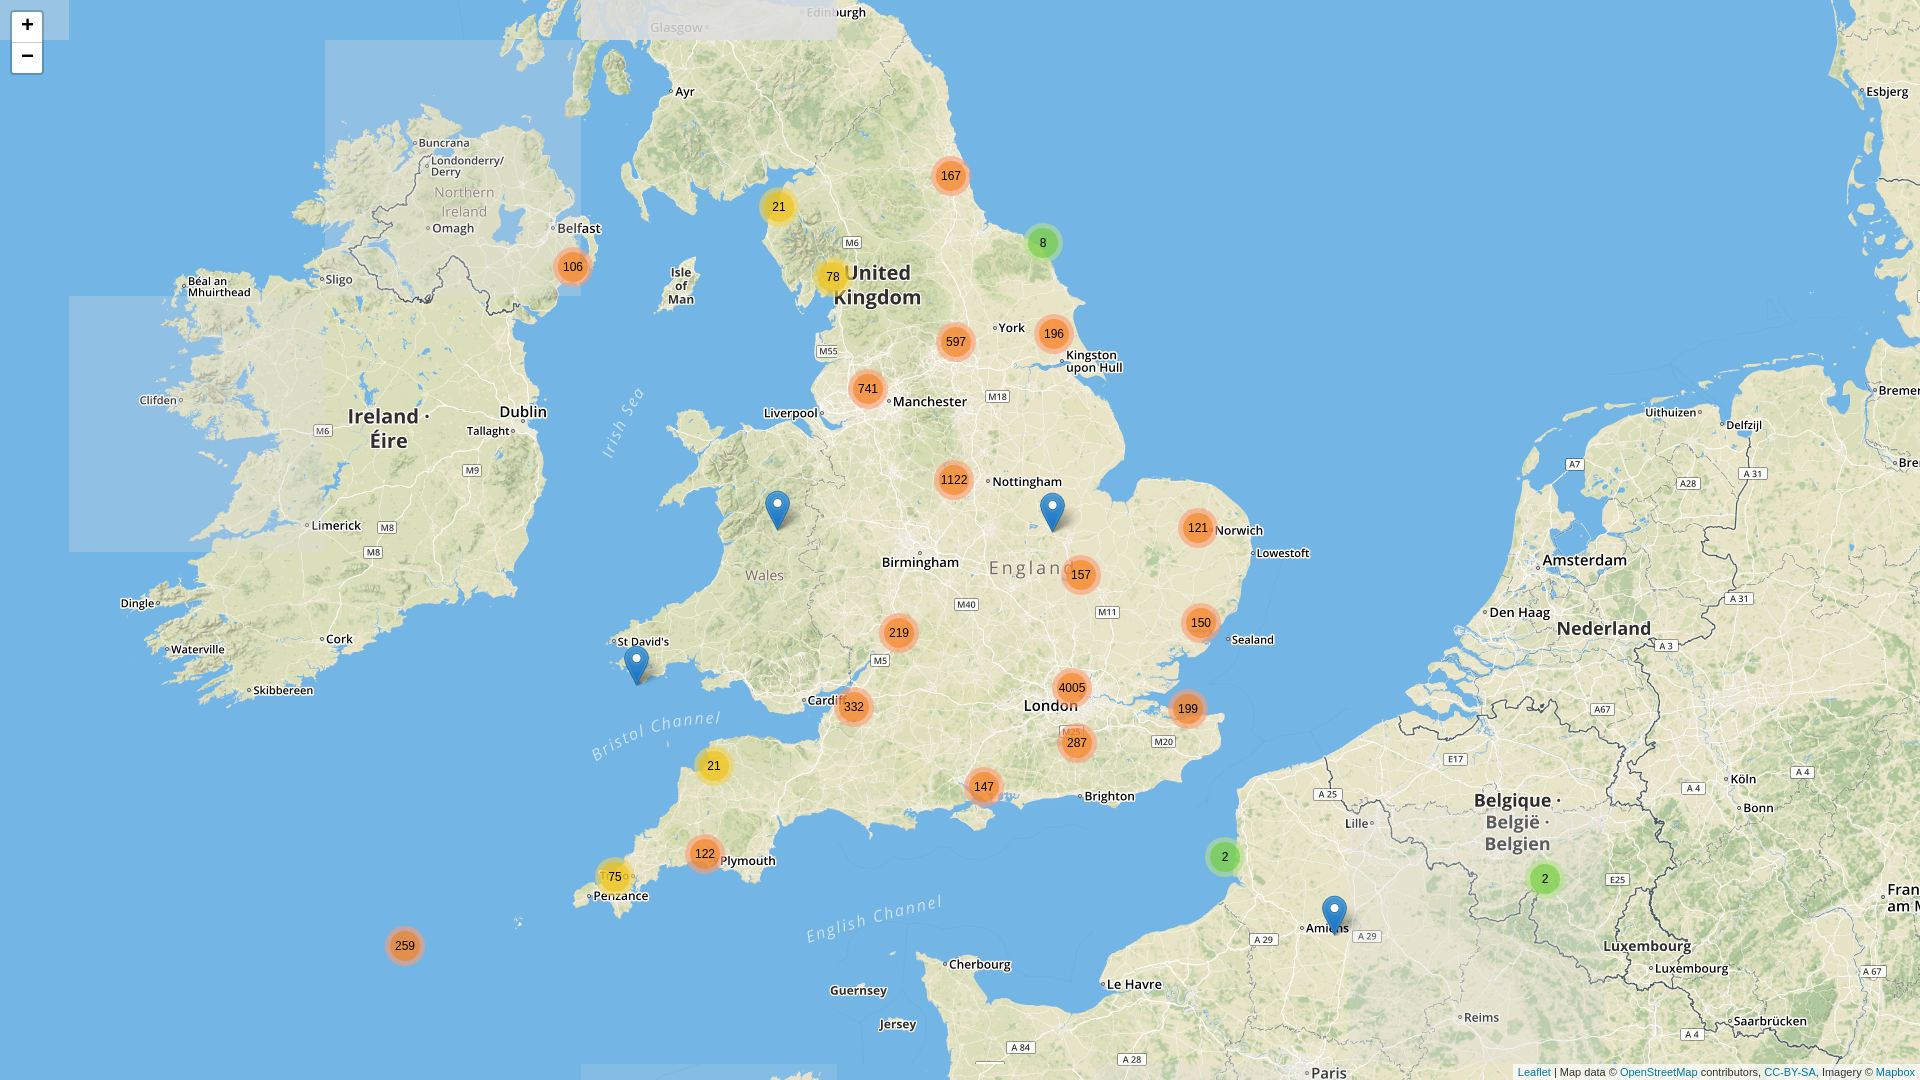 +
−
Edinburgh
Glasgow
Ayr
Esbjerg
Buncrana
Londonderry/
Derry
Northern
Ireland
Omagh
Belfast
167
21
8
M6
106
78
United
Kingdom
Isle
of
Man
Béal an
Mhuirthead
Sligo
York
196
597
M55
Kingston
upon Hull
741
Manchester
M18
Liverpool
Clifden
Ireland ·
Éire
Dublin
Tallaght
M6
M9
Irish Sea
Uithuizen
Delfzijl
Bremer
Bre
A7
A 31
A28
1122
Nottingham
Limerick
M8
M8
121
Norwich
Lowestoft
Birmingham
England
157
Wales
Amsterdam
Den Haag
A 31
Nederland
A 3
Dingle
Cork
Waterville
Skibbereen
M40
M11
219
150
Sealand
St David's
M5
4005
London
Cardiff
332
199
A67
Bristol Channel
M25
287
M20
E17
21
147
Brighton
A 25
Lille
Belgique ·
België ·
Belgien
Köln
Bonn
A 4
A 4
122
Plymouth
75
Penzance
2
2
E25
Fran
am M
Amiens
A 29
A 29
English Channel
259
Luxembourg
Luxembourg
A 67
Cherbourg
Le Havre
Guernsey
Jersey
Reims
Saarbrücken
A 84
A 28
A 4
Paris
Leaflet | Map data © OpenStreetMap contributors, CC-BY-SA, Imagery © Mapbox